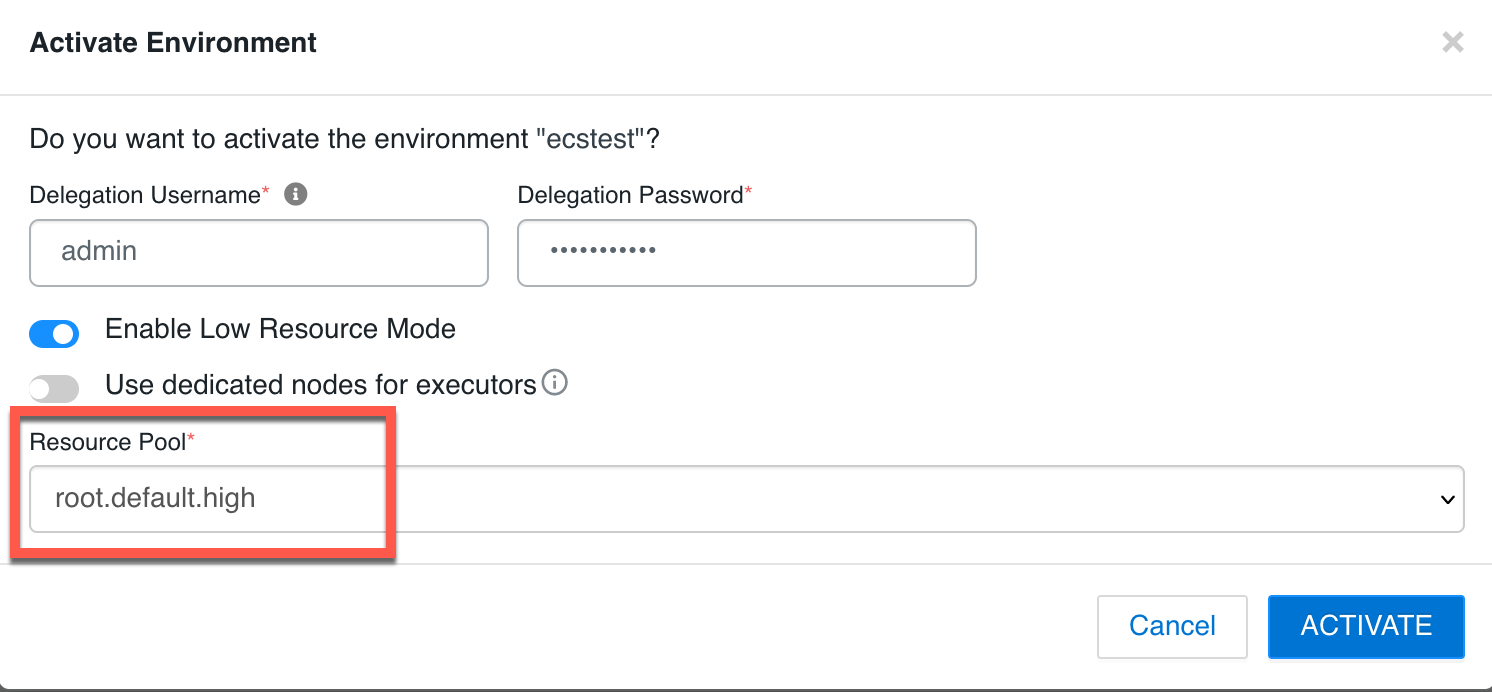 Activate Environment
Do you want to activate the environment "ecstest"?
Delegation Username* Delegation Password*
admin •••••••••••
Enable Low Resource Mode
Use dedicated nodes for executors
Resource Pool*
root.default.high
Cancel ACTIVATE